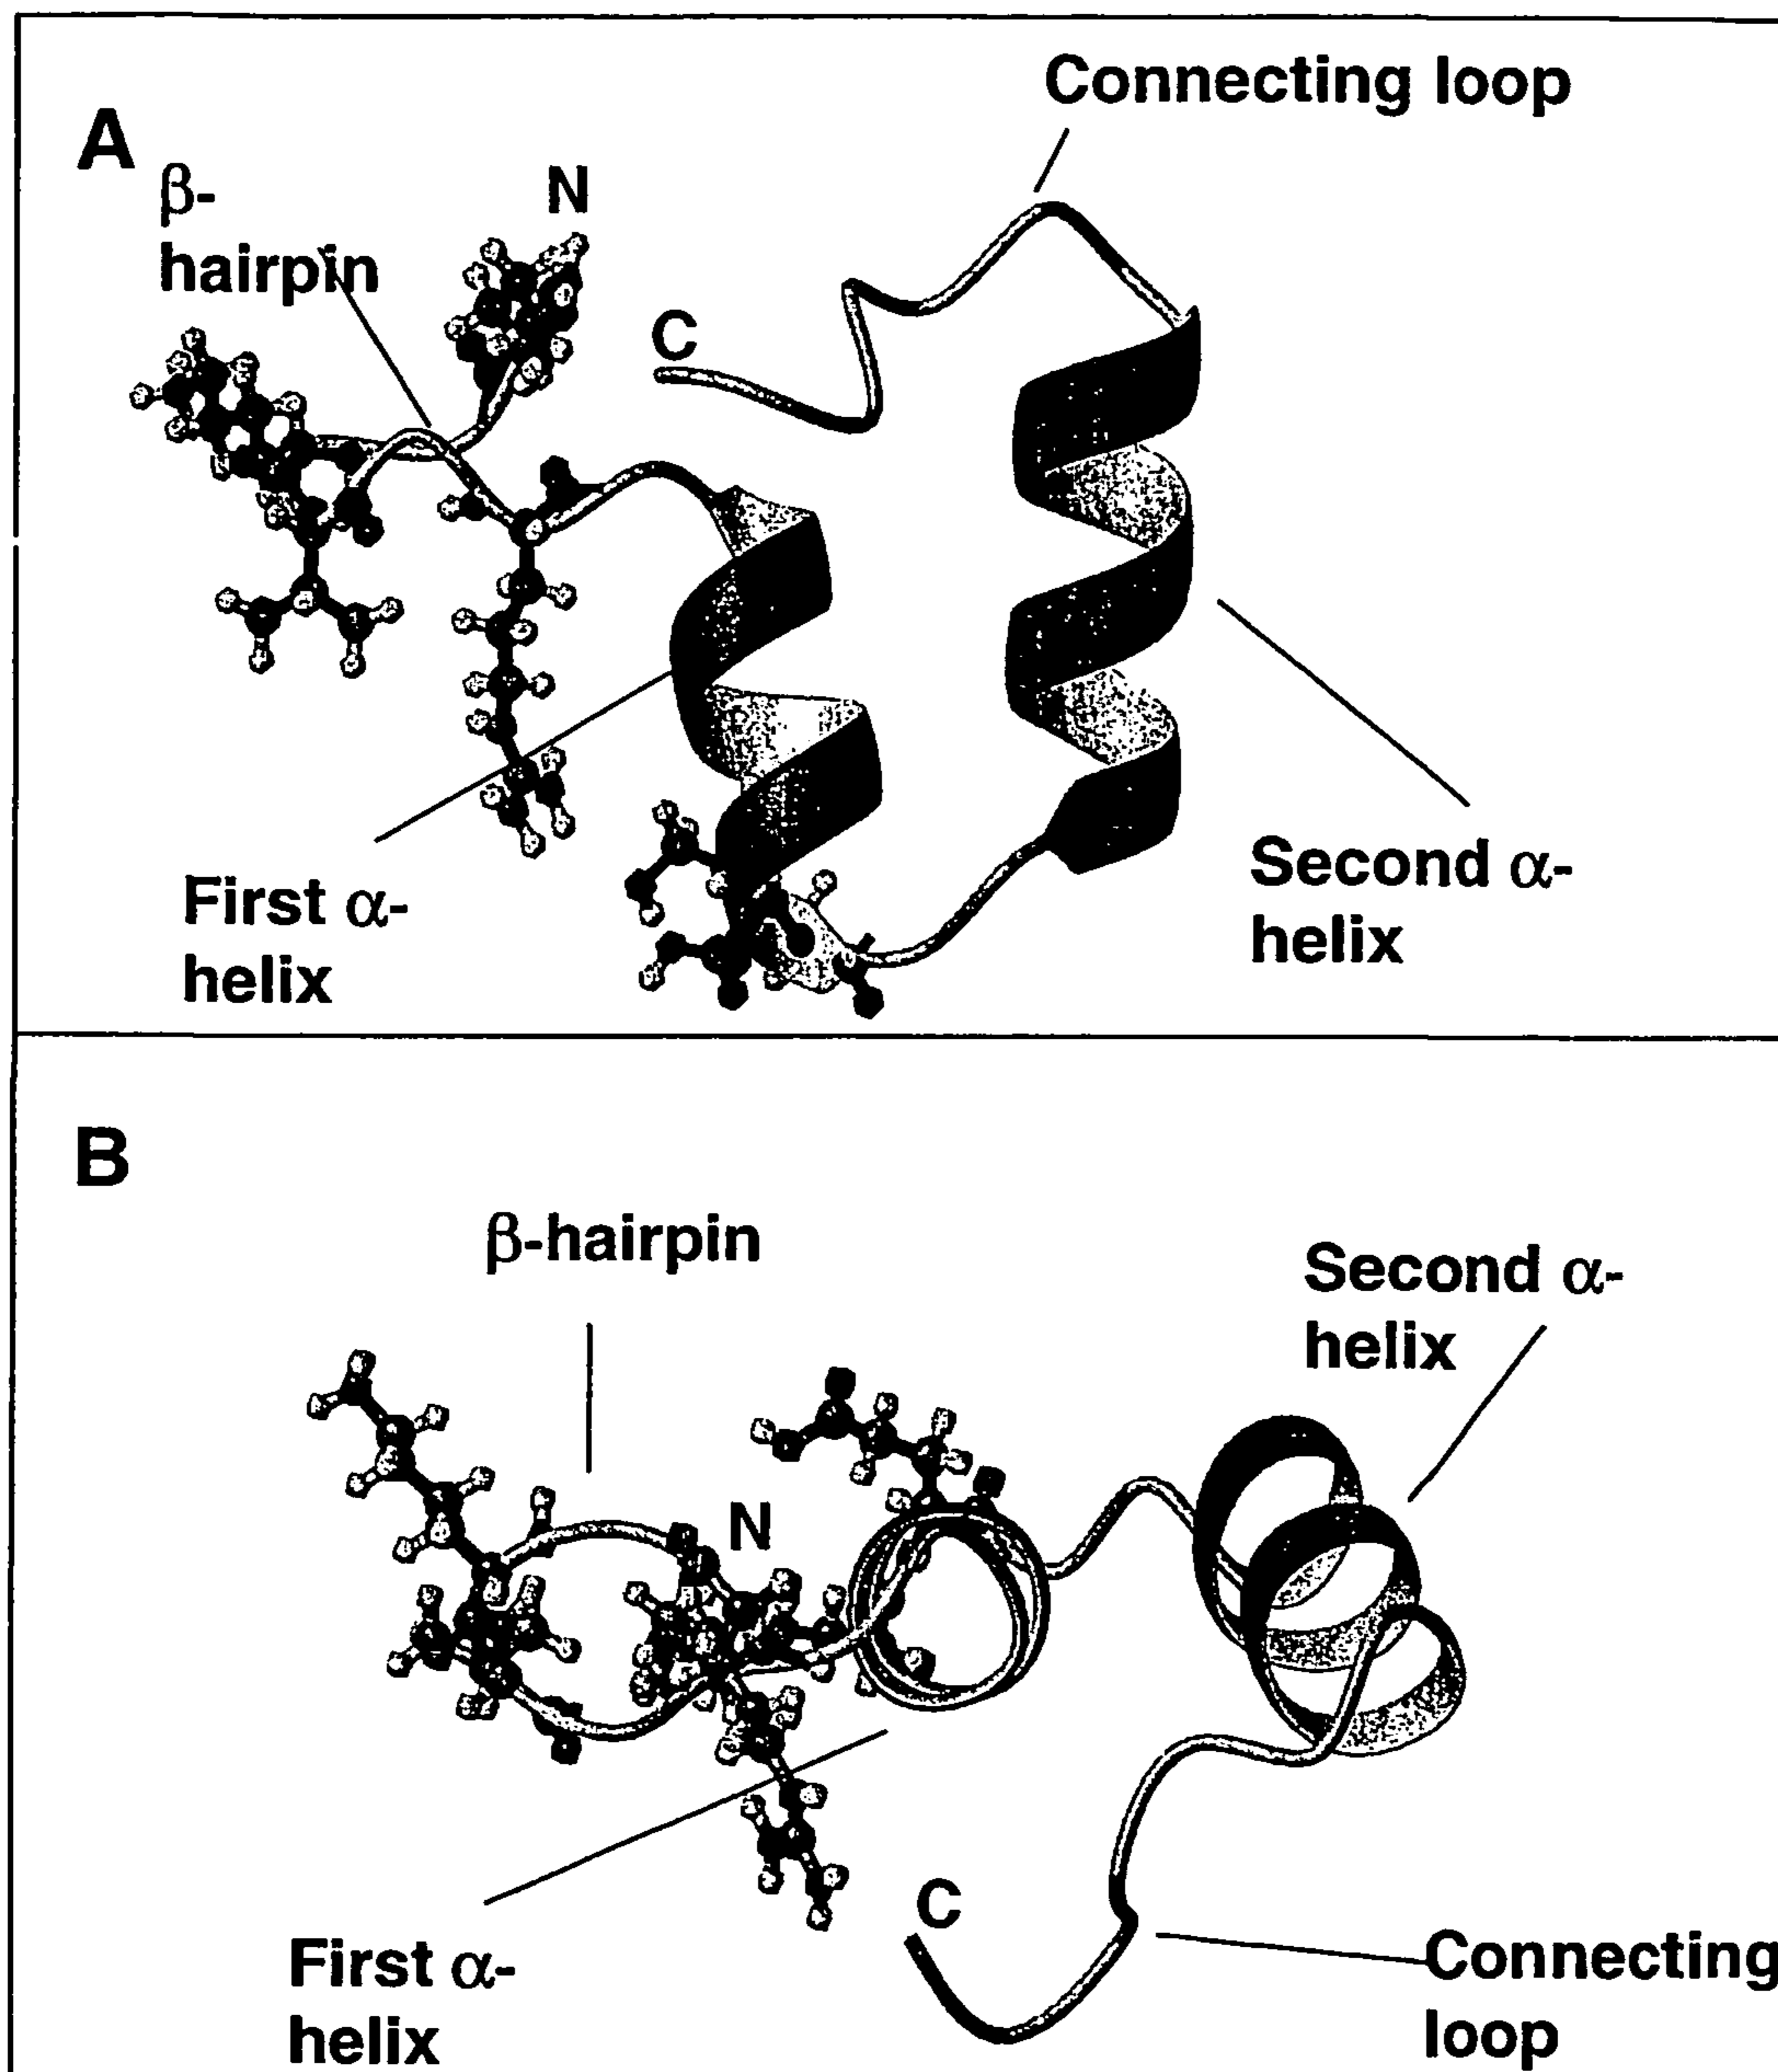 Connecting loop
A
β-
hairpin
N
C
First α-
helix
Second α-
helix
B
β-hairpin
Second α-
helix
N
C
First α-
helix
Connecting
loop